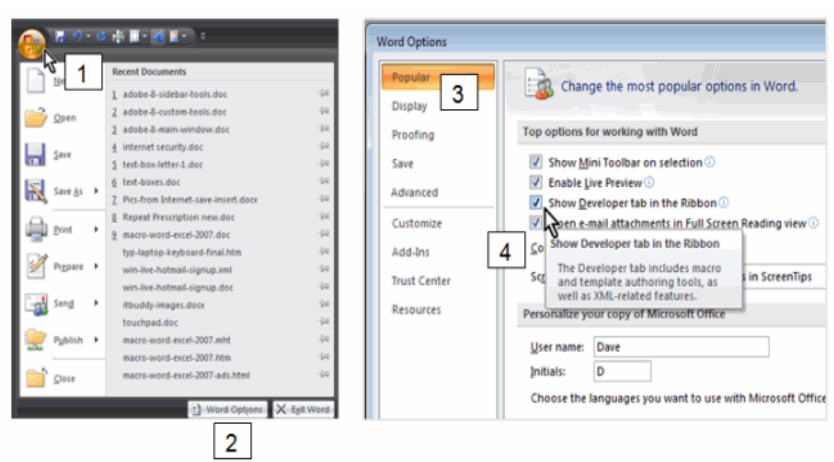 1
Recent Documents
New
1 adobe-8-sidebar-tools.doc
2 adobe-8-custom-tools.doc
Open
3 adobe-8-main-window.doc
4 internet security.doc
Save
5 text-box-letter-1.doc
6 text-boxes.doc
Save As
7 Pics-from Internet-save-insert.docx
8 Repeat Prescription new.doc
Print
9 macro-word-excel-2007.doc
typ-laptop-keyboard-final.htm
Prepare
win-live-hotmail-signup.xml
win-live-hotmail-signup.doc
Send
itbuddy-images.docx
touchpad.doc
Publish
macro-word-excel-2007.mht
macro-word-excel-2007.htm
Close
macro-word-excel-2007-ads.html
Word Options
Exit Word
2
Word Options
Popular
3
Display
Proofing
Save
Advanced
Customize
Add-Ins
Trust Center
Resources
Change the most popular options in Word.
Top options for working with Word
Show Mini Toolbar on selection
Enable Live Preview
Show Developer tab in the Ribbon
Open e-mail attachments in Full Screen Reading view
4
Show Developer tab in the Ribbon
The Developer tab includes macro
and template authoring tools, as
well as XML-related features.
in ScreenTips
Personalize your copy of Microsoft Office
User name: Dave
Initials: D
Choose the languages you want to use with Microsoft Office